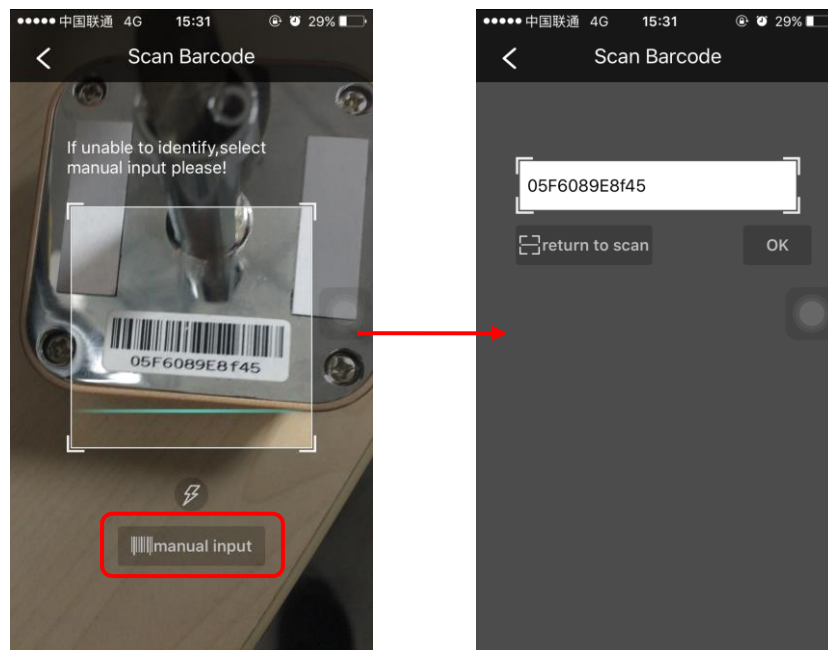 中国联通 4G 15:31 29%
Scan Barcode
If unable to identify,select
manual input please!
05F6089E8f45
manual input
中国联通 4G 15:31 29%
Scan Barcode
05F6089E8f45
return to scan OK